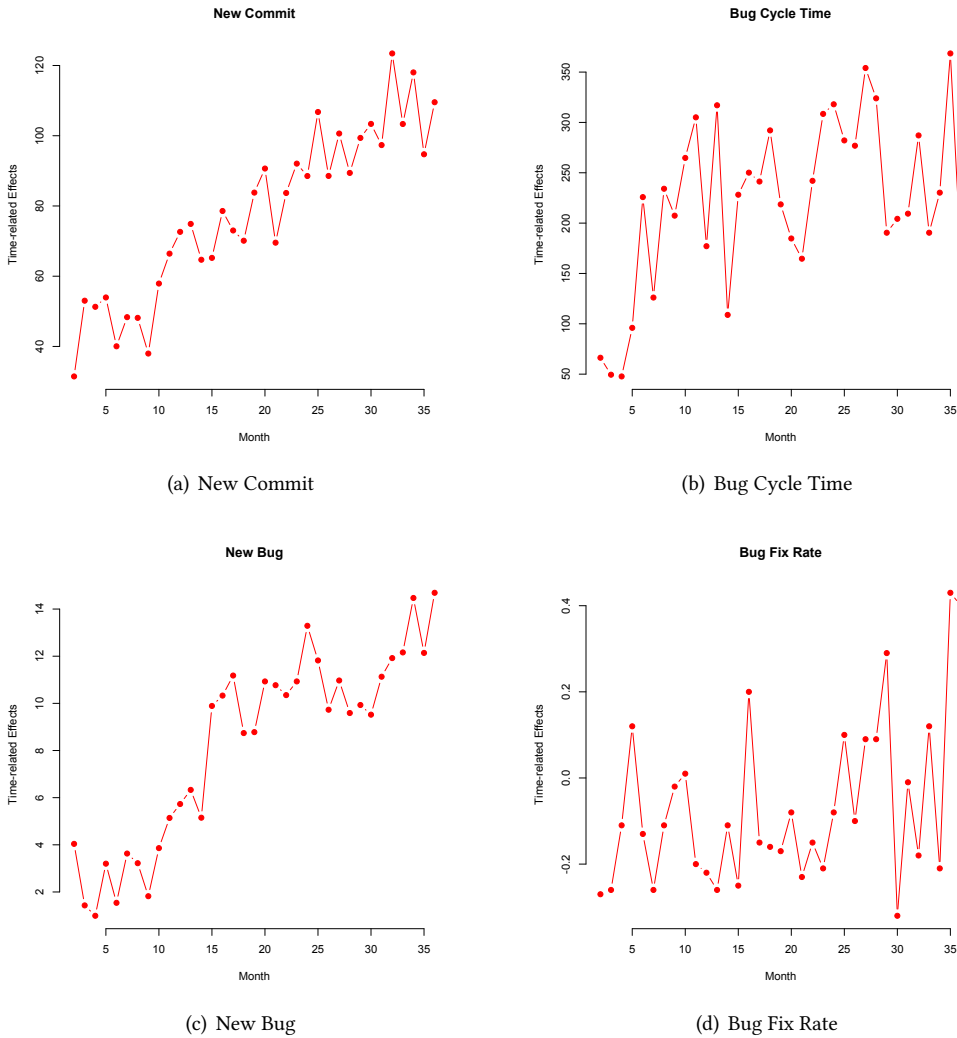 New Commit
Time-related Effects
40 60 80 100 120
5 10 15 20 25 30 35
Month
(a) New Commit
Bug Cycle Time
Time-related Effects
50 100 150 200 250 300 350
5 10 15 20 25 30 35
Month
(b) Bug Cycle Time
New Bug
Time-related Effects
2 4 6 8 10 12 14
5 10 15 20 25 30 35
Month
(c) New Bug
Bug Fix Rate
Time-related Effects
-0.2 0.0 0.2 0.4
5 10 15 20 25 30 35
Month
(d) Bug Fix Rate